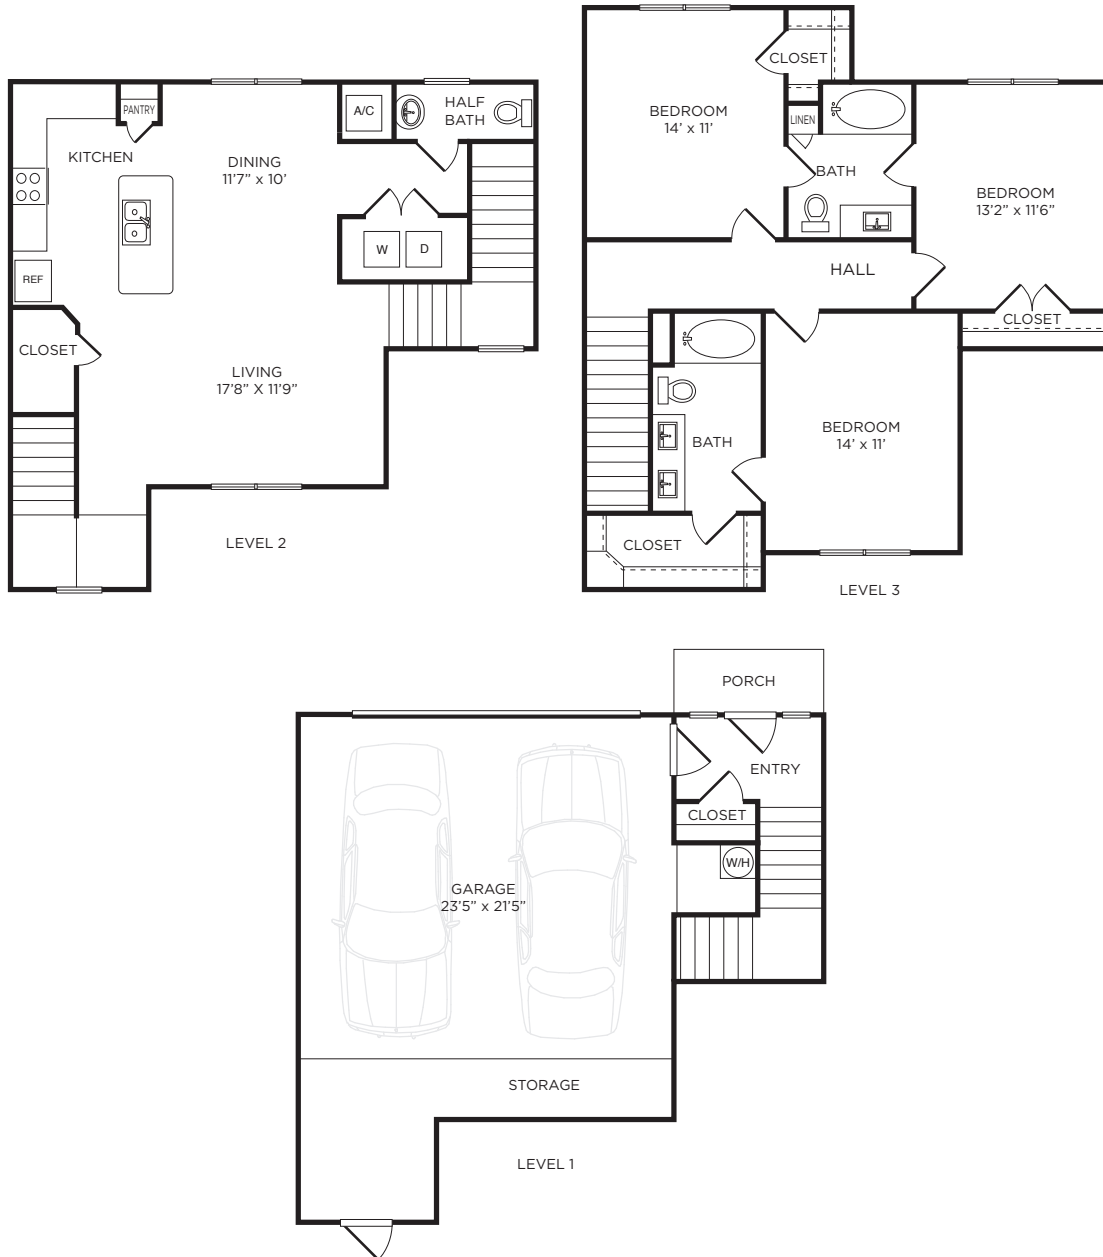 PANTRY
A/C
HALF
BATH
KITCHEN
DINING
11'7" x 10'
W
D
REF
CLOSET
LIVING
17'8" X 11'9"
LEVEL 2
CLOSET
BEDROOM
14' x 11'
LINEN
BATH
BEDROOM
13'2" x 11'6"
HALL
CLOSET
BEDROOM
14' x 11'
BATH
CLOSET
LEVEL 3
PORCH
ENTRY
CLOSET
W/H
GARAGE
23'5" x 21'5"
STORAGE
LEVEL 1